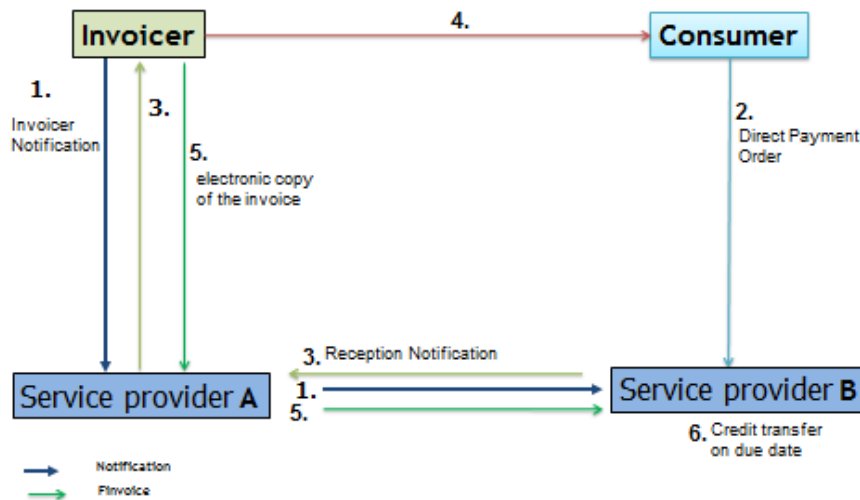 Invoicer
4.
Consumer
1.
Invoicer
Notification
3.
5.
electronic copy
of the invoice
2.
Direct Payment
Order
3. Reception Notification
Service provider A
1.
5.
Service provider B
6. Credit transfer
on due date
Notification
Finvoice